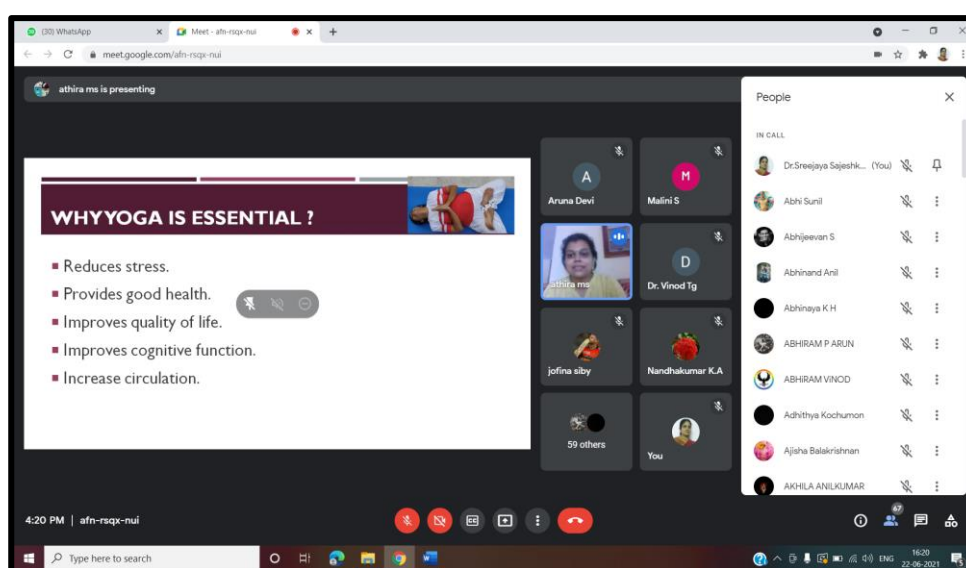 (30) WhatsApp
Meet - afn-rsqx-nui
meet.google.com/afn-rsqx-nui
athira ms is presenting
WHY YOGA IS ESSENTIAL ?
Reduces stress.
Provides good health.
Improves quality of life.
Improves cognitive function.
Increase circulation.
A
Aruna Devi
M
Malini S
athira ms
D
Dr. Vinod Tg
jofina siby
Nandhakumar K.A
59 others
You
People
IN CALL
Dr.Sreejaya Sajeshk... (You)
Abhi Sunil
Abhijeevan S
Abhinand Anil
Abhinaya K H
ABHIRAM P ARUN
ABHIRAM VINOD
Adhithya Kochumon
Ajisha Balakrishnan
AKHILA ANILKUMAR
4:20 PM | afn-rsqx-nui
CC
67
Type here to search
W
ENG
16:20
22-06-2021
5